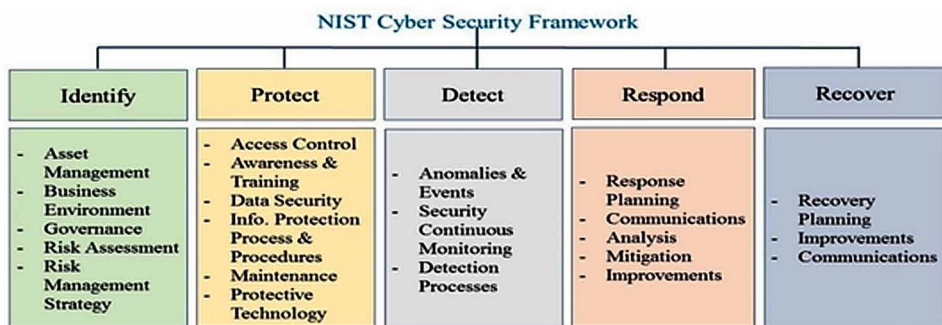 NIST Cyber Security Framework
Identify
- Asset
Management
- Business
Environment
- Governance
- Risk Assessment
- Risk
Management
Strategy
Protect
- Access Control
- Awareness &
Training
- Data Security
- Info. Protection
Process &
Procedures
- Maintenance
- Protective
Technology
Detect
- Anomalies &
Events
- Security
Continuous
Monitoring
- Detection
Processes
Respond
- Response
Planning
- Communications
- Analysis
- Mitigation
- Improvements
Recover
- Recovery
Planning
- Improvements
- Communications